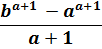 b^{a+1} − a^{a+1}
a + 1